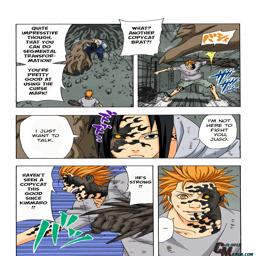 WHAT?
ANOTHER
COPYCAT
BRAT?!
QUITE
IMPRESSIVE
THOUGH,
THAT YOU
CAN DO
SEGMENTAL
TRANSFOR-
MATION!
YOU'RE
PRETTY
GOOD AT
USING THE
CURSE
MARK!
I'M NOT
HERE TO
FIGHT
YOU,
JUGO.
I JUST
WANT TO
TALK.
HE'S
STRONG!!
HAVEN'T
SEEN A
COPYCAT
THIS
GOOD
SINCE
KIMIMARO
!!